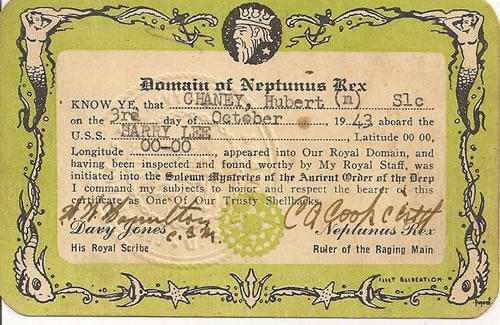 Domain of Neptunus Rex
KNOW YE, that CHANEY, Hubert (n) S1c
on the 3rd day of October, 1943 aboard the
U.S.S. HARRY LEE, Latitude 00 00,
Longitude 00-00, appeared into Our Royal Domain, and
having been inspected and found worthy by My Royal Staff, was
initiated into the Solemn Mysteries of the Ancient Order of the Deep
I command my subjects to honor and respect the bearer of this
certificate as One Of Our Trusty Shellbacks.
Davy Jones
His Royal Scribe
Neptunus Rex
Ruler of the Raging Main
FLEET RECREATION